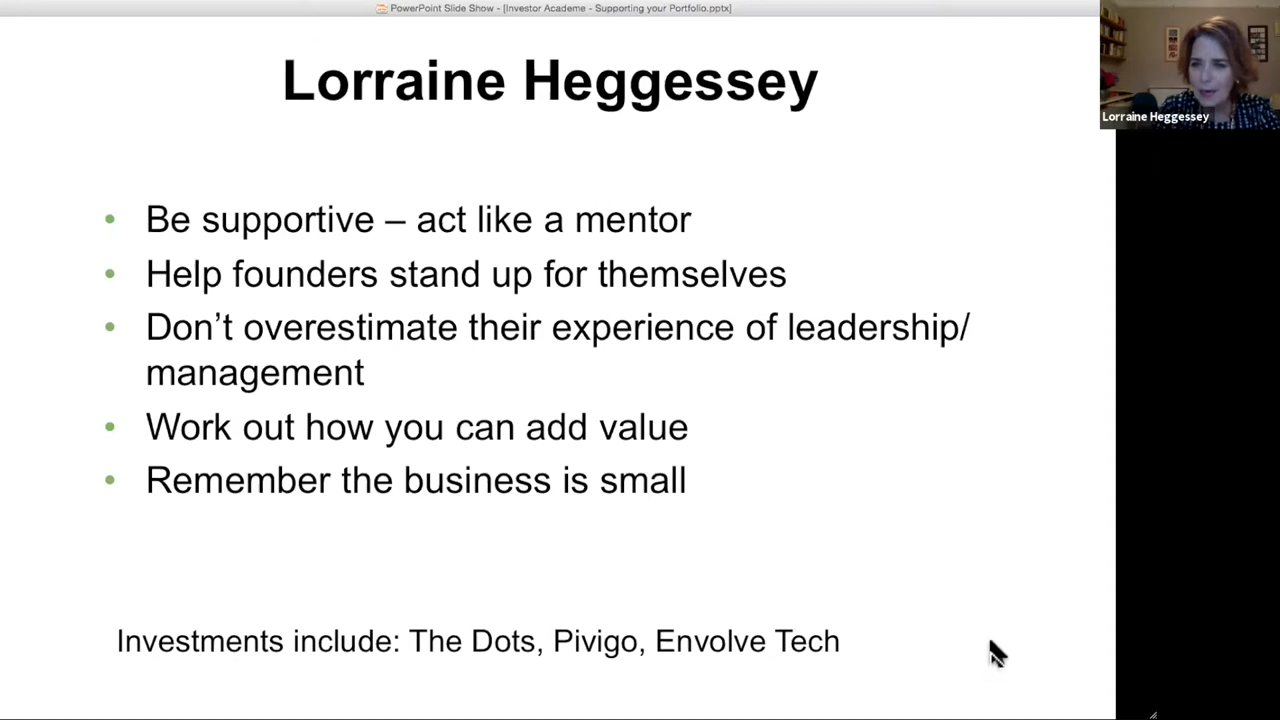 PowerPoint Slide Show - [Investor Academe - Supporting your Portfolio.pptx]
Lorraine Heggessey
Lorraine Heggessey
• Be supportive – act like a mentor
• Help founders stand up for themselves
• Don’t overestimate their experience of leadership/
management
• Work out how you can add value
• Remember the business is small
Investments include: The Dots, Pivigo, Envolve Tech